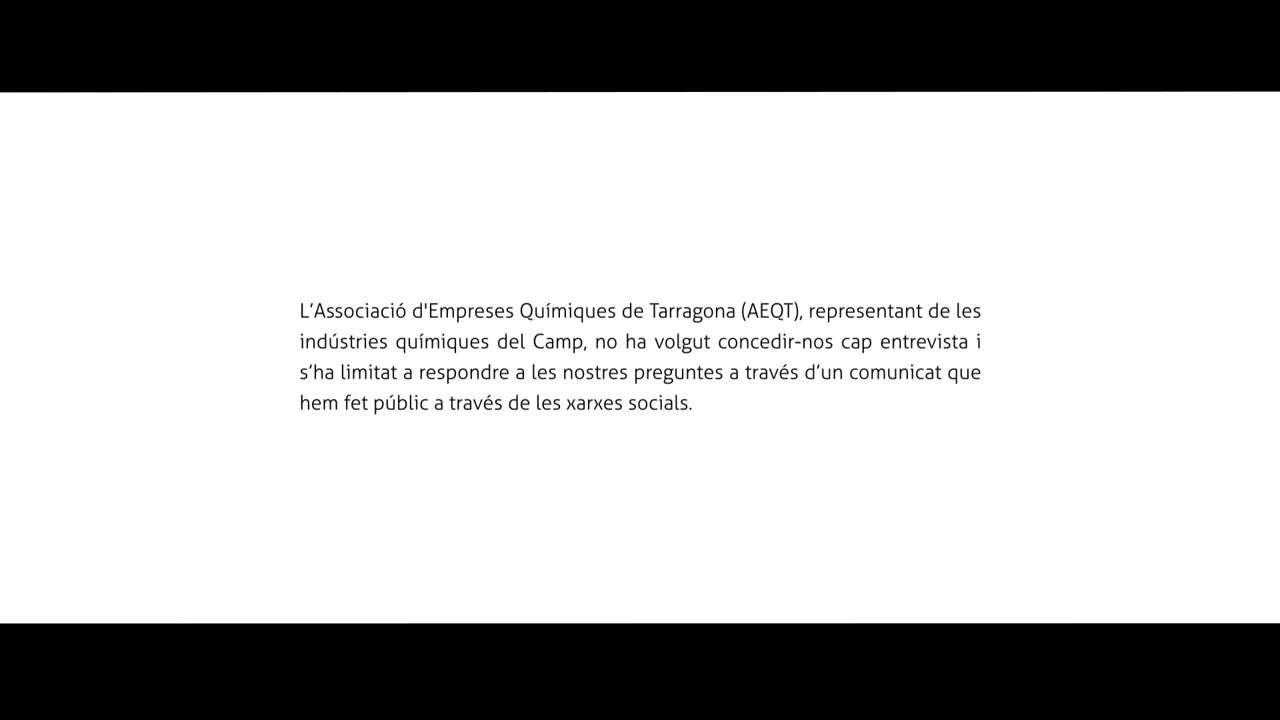 L’Associació d'Empreses Químiques de Tarragona (AEQT), representant de les
indústries químiques del Camp, no ha volgut concedir-nos cap entrevista i
s’ha limitat a respondre a les nostres preguntes a través d’un comunicat que
hem fet públic a través de les xarxes socials.